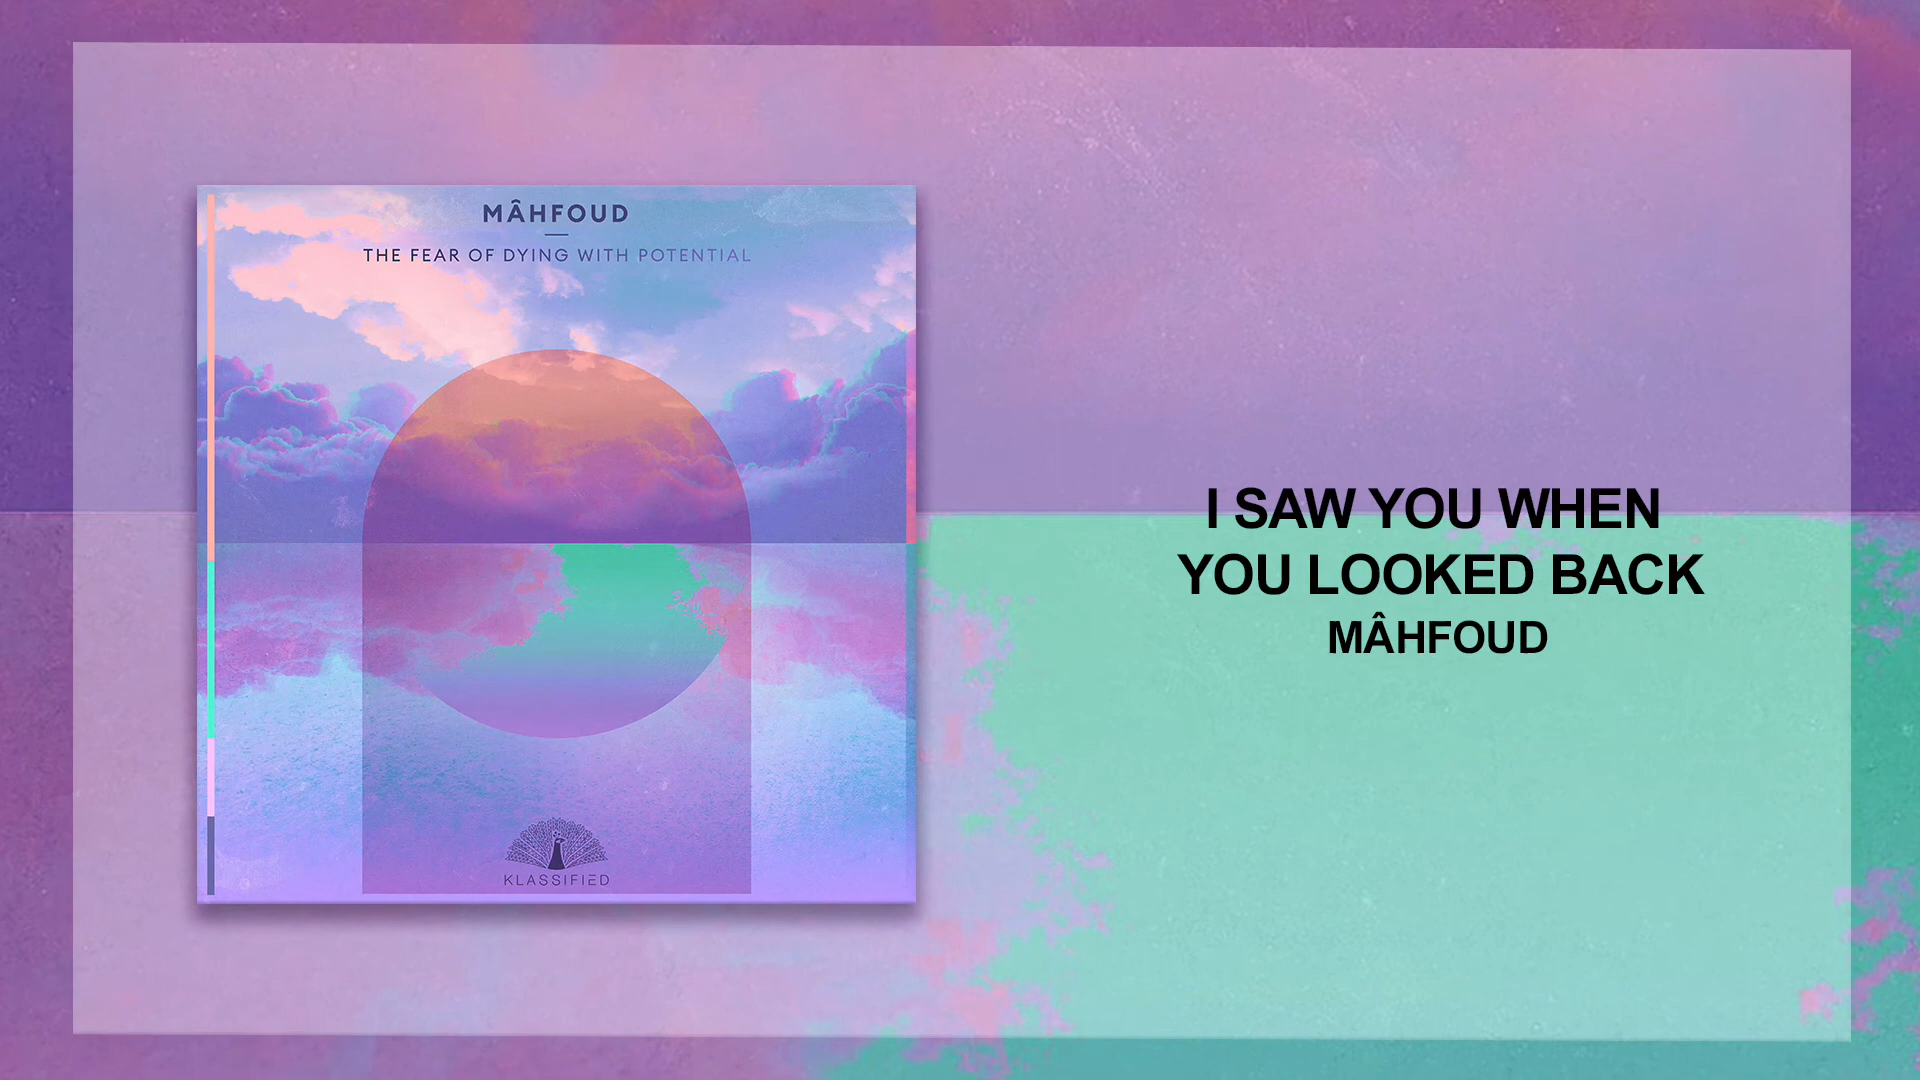 MÂHFOUD
THE FEAR OF DYING WITH POTENTIAL
KLASSIFIED
I SAW YOU WHEN
YOU LOOKED BACK
MÂHFOUD